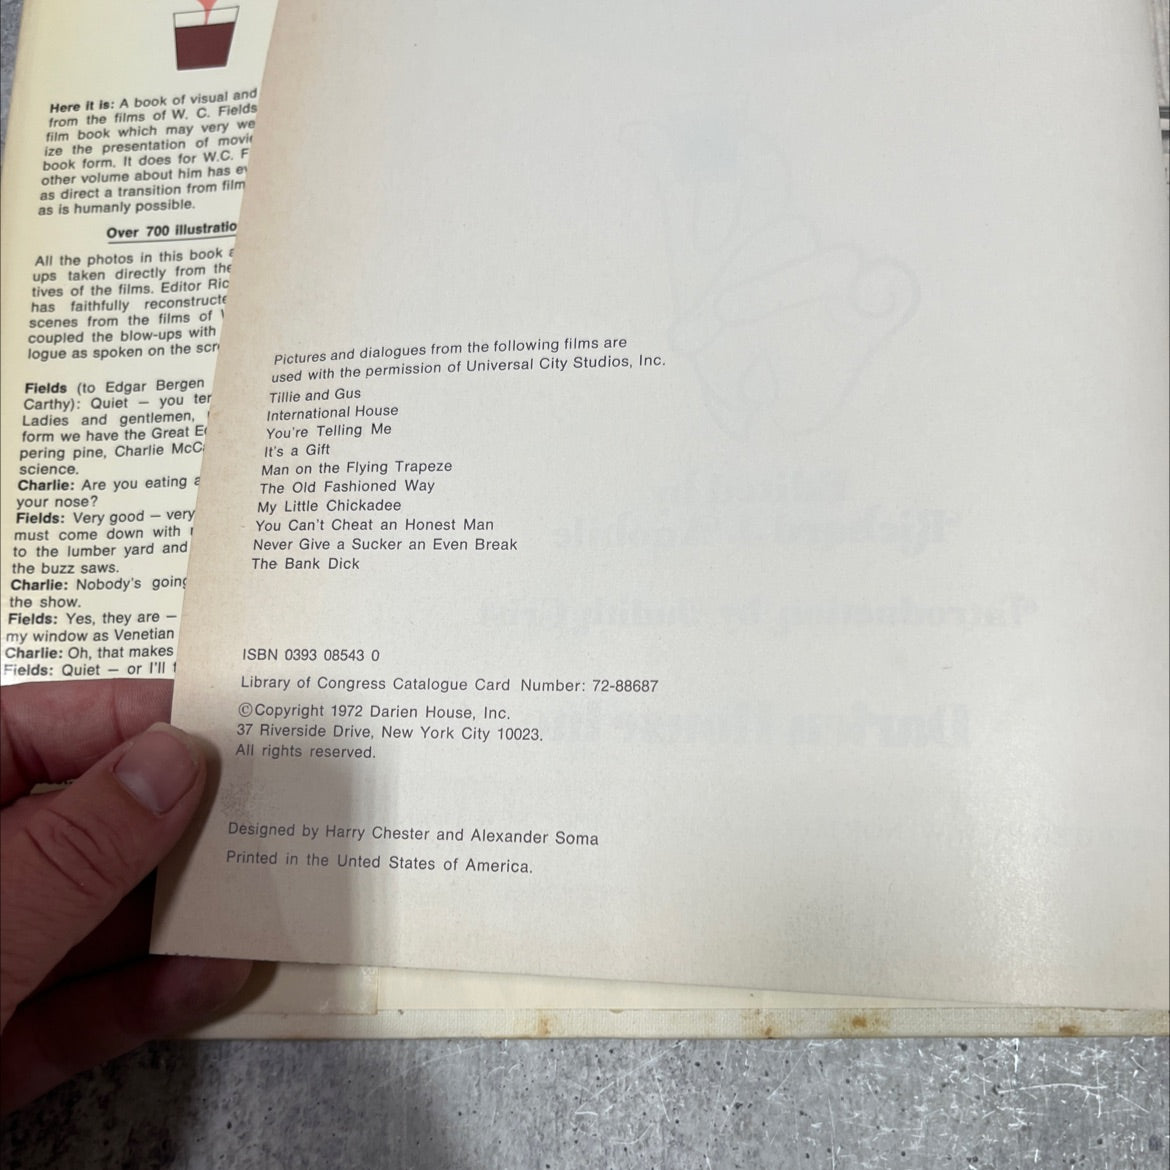 Here it is: A book of visual and
from the films of W. C. Fields
film book which may very we
ize the presentation of movi
book form. It does for W.C. F
other volume about him has e
as direct a transition from film
as is humanly possible.
Over 700 illustratio
All the photos in this book
ups taken directly from the
tives of the films. Editor Ric
has faithfully reconstructe
scenes from the films of
coupled the blow-ups with
logue as spoken on the scr
Fields (to Edgar Bergen
Carthy): Quiet – you ter
Ladies and gentlemen,
form we have the Great E
pering pine, Charlie McC
science.
Charlie: Are you eating a
your nose?
Fields: Very good – very
must come down with
to the lumber yard and
the buzz saws.
Charlie: Nobody's going
the show.
Fields: Yes, they are –
my window as Venetian
Charlie: Oh, that makes
Fields: Quiet – or I'll
Pictures and dialogues from the following films are
used with the permission of Universal City Studios, Inc.
Tillie and Gus
International House
You're Telling Me
It's a Gift
Man on the Flying Trapeze
The Old Fashioned Way
My Little Chickadee
You Can't Cheat an Honest Man
Never Give a Sucker an Even Break
The Bank Dick
ISBN 0393 08543 0
Library of Congress Catalogue Card Number: 72-88687
©Copyright 1972 Darien House, Inc.
37 Riverside Drive, New York City 10023.
All rights reserved.
Designed by Harry Chester and Alexander Soma
Printed in the Unted States of America.